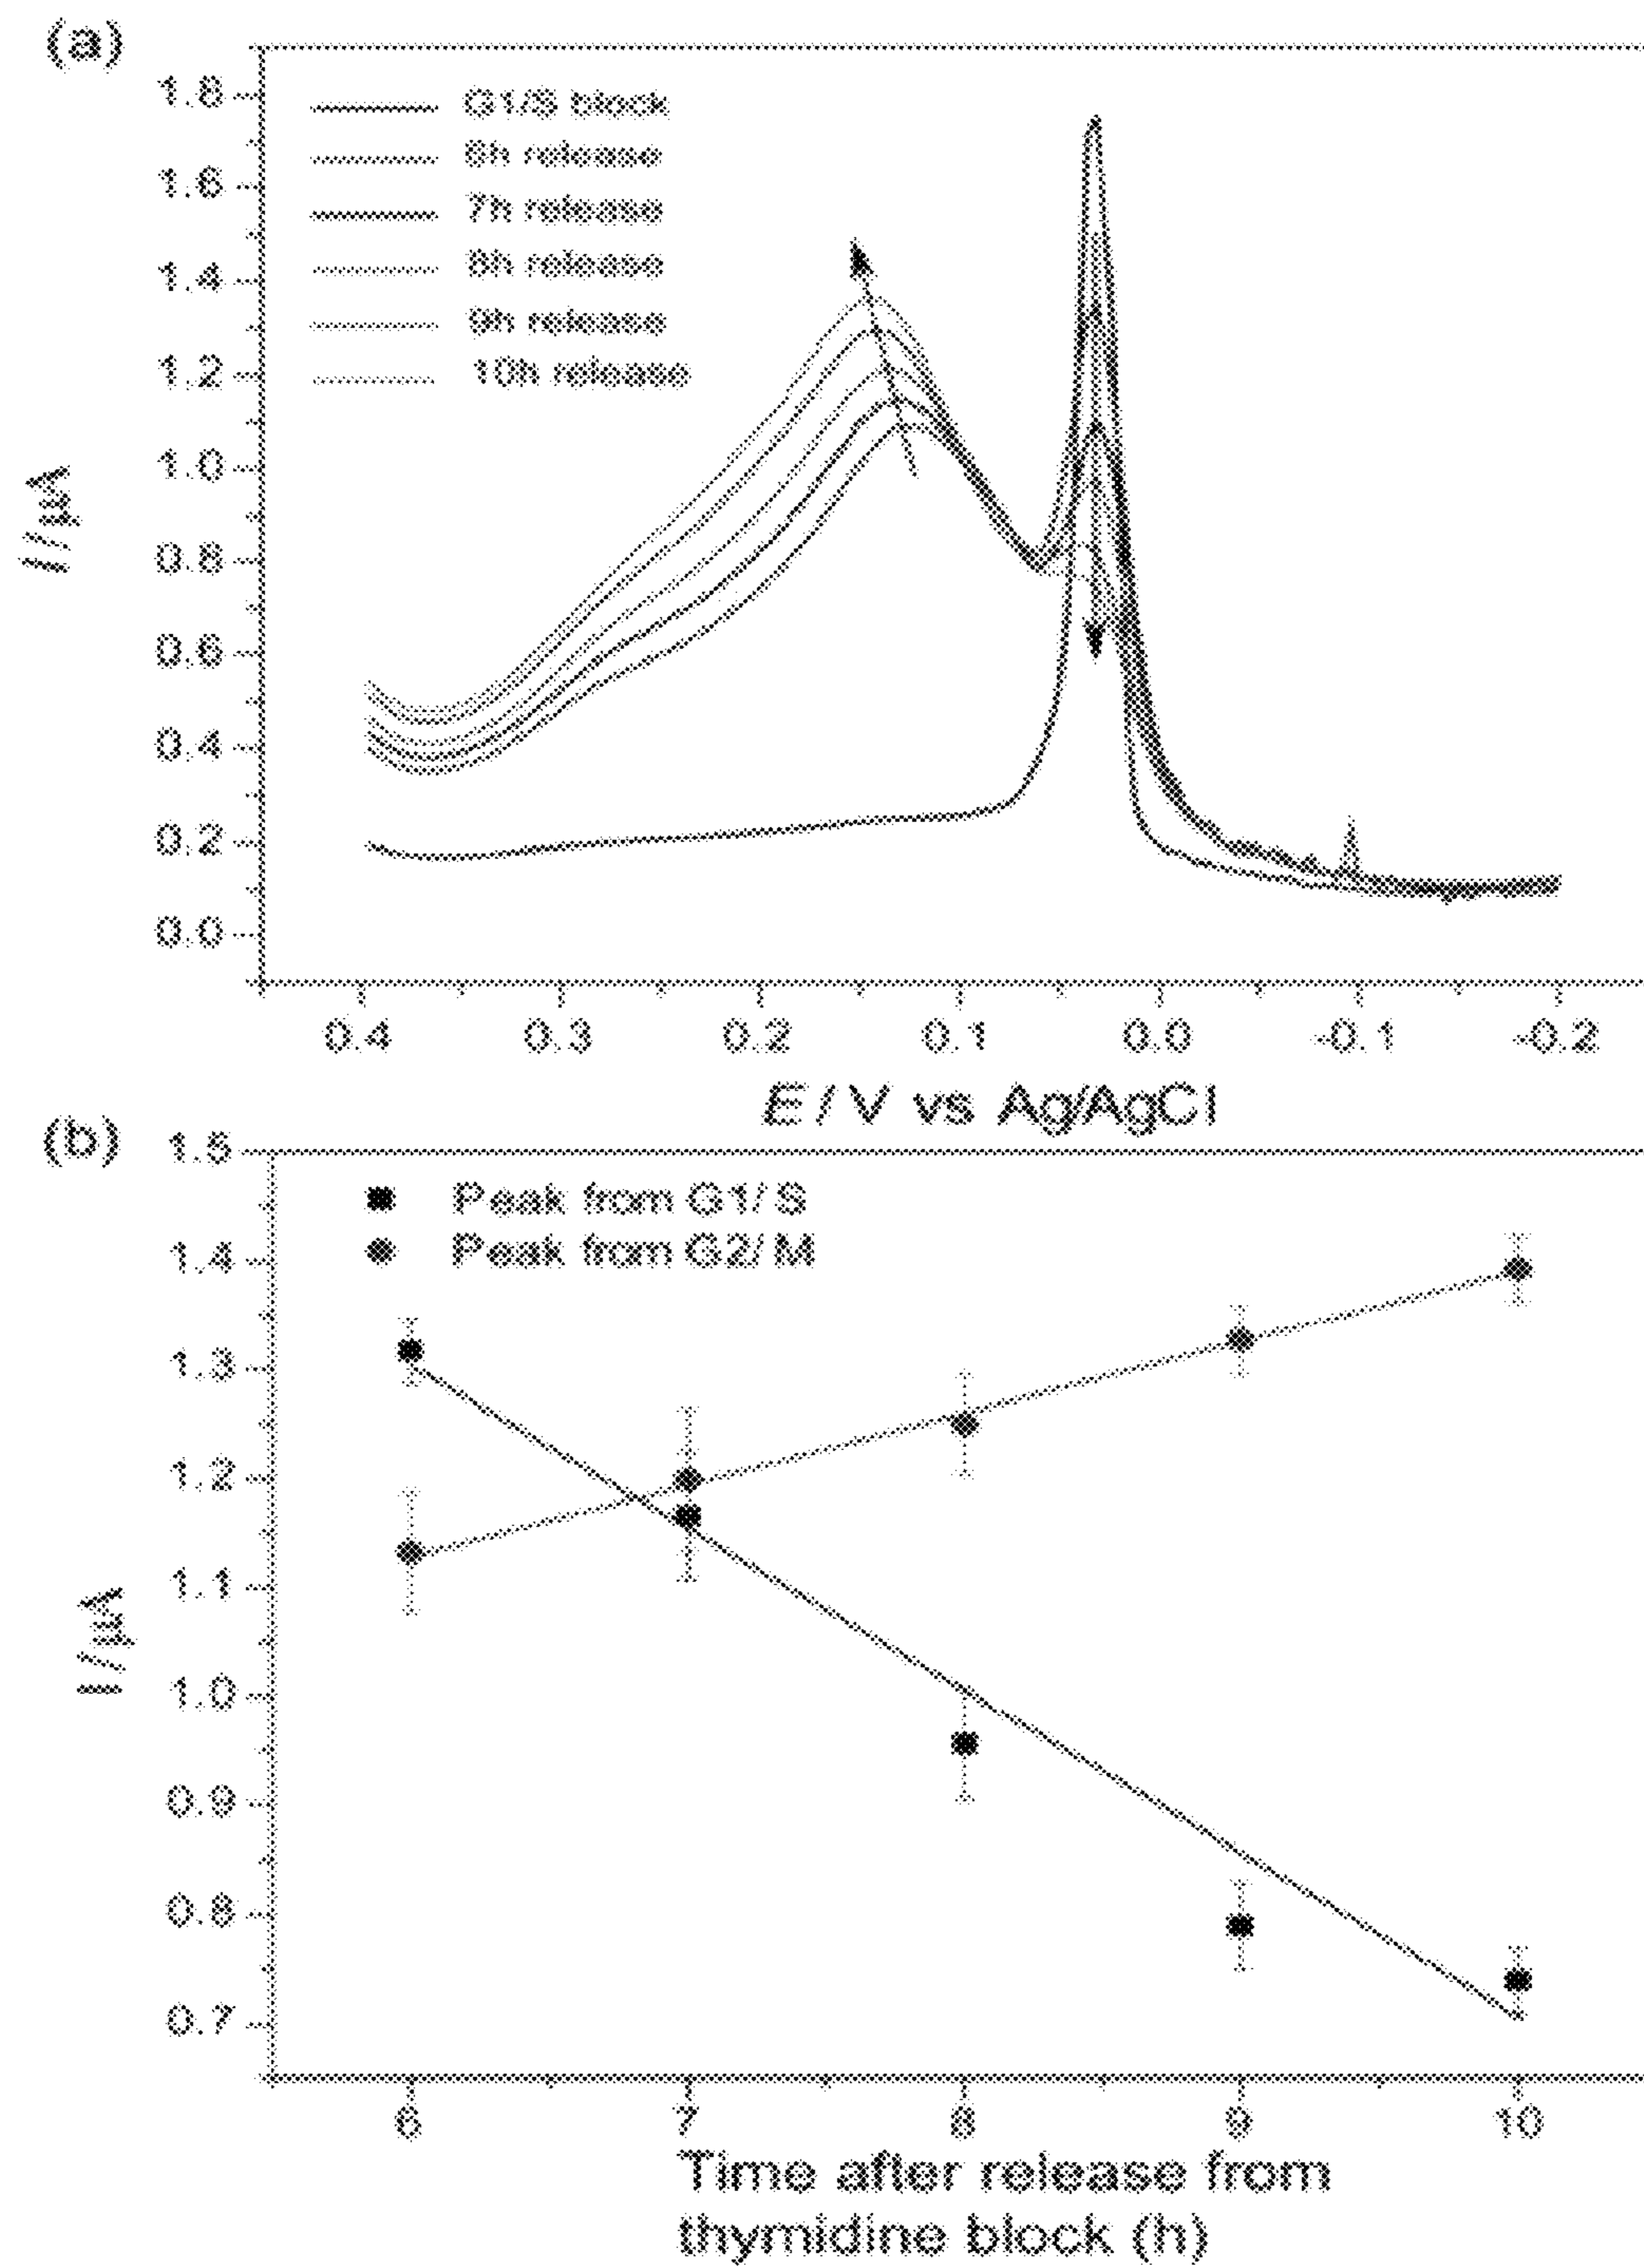 (a)
1.8
1.6
1.4
1.2
1.0
0.8
0.6
0.4
0.2
0.0
I/µA
G1/S block
6h release
7h release
8h release
9h release
10h release
0.4 0.3 0.2 0.1 0.0 -0.1 -0.2
E / V vs Ag/AgCl
(b)
1.5
1.4
1.3
1.2
1.1
1.0
0.9
0.8
0.7
I/µA
Peak from G1/S
Peak from G2/M
6 7 8 9 10
Time after release from
thymidine block (h)